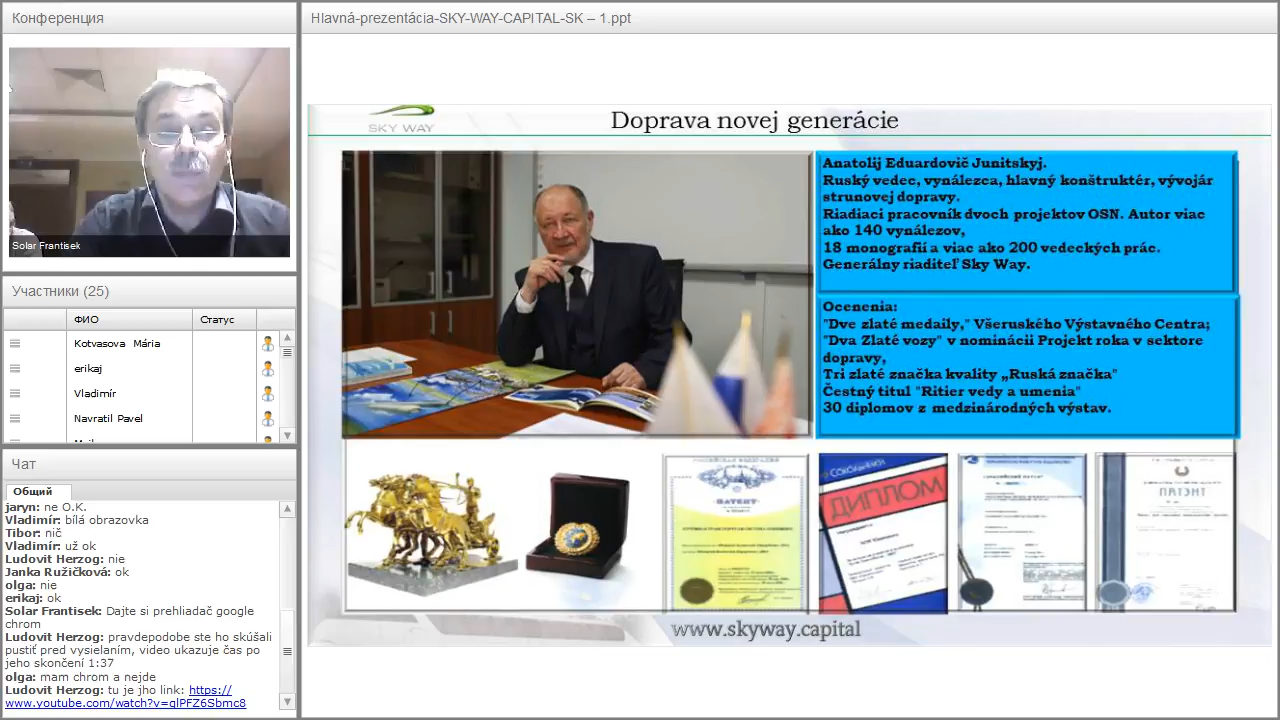 Конференция
Solar Frantisek
Участники (25)
ФИО
Статус
Kotvasova Mária
erikaj
Vladimír
Navratil Pavel
Чат
Общий
jaryn: ne O.K.
Vladimír: bílá obrazovka
Tibor: nič
Vladimír: už ok
Ludovit Herzog: nie
Janka Ružičková: ok
olga: nie
erikaj: ok
Solar Frantisek: Dajte si prehliadač google
chrom
Ludovit Herzog: pravdepodobe ste ho skúšali
pustiť pred vysielaním, video ukazuje čas po
jeho skončení 1:37
olga: mam chrom a nejde
Ludovit Herzog: tu je jho link: https://
www.youtube.com/watch?v=qlPFZ6Sbmc8
Hlavná-prezentácia-SKY-WAY-CAPITAL-SK – 1.ppt
SKY WAY
Doprava novej generácie
Anatolij Eduardovič Junitskyj.
Ruský vedec, vynálezca, hlavný konštruktér, vývojár
strunovej dopravy.
Riadiaci pracovník dvoch projektov OSN. Autor viac
ako 140 vynálezov,
18 monografií a viac ako 200 vedeckých prác.
Generálny riaditeľ Sky Way.
Ocenenia:
"Dve zlaté medaily," Všeruského Výstavného Centra;
"Dva Zlaté vozy" v nominácii Projekt roka v sektore
dopravy,
Tri zlaté značka kvality „Ruská značka"
Čestný titul "Ritier vedy a umenia"
30 diplomov z medzinárodných výstav.
ПАТЕНТ
ДИПЛОМ
ПАТЭНТ
www.skyway.capital